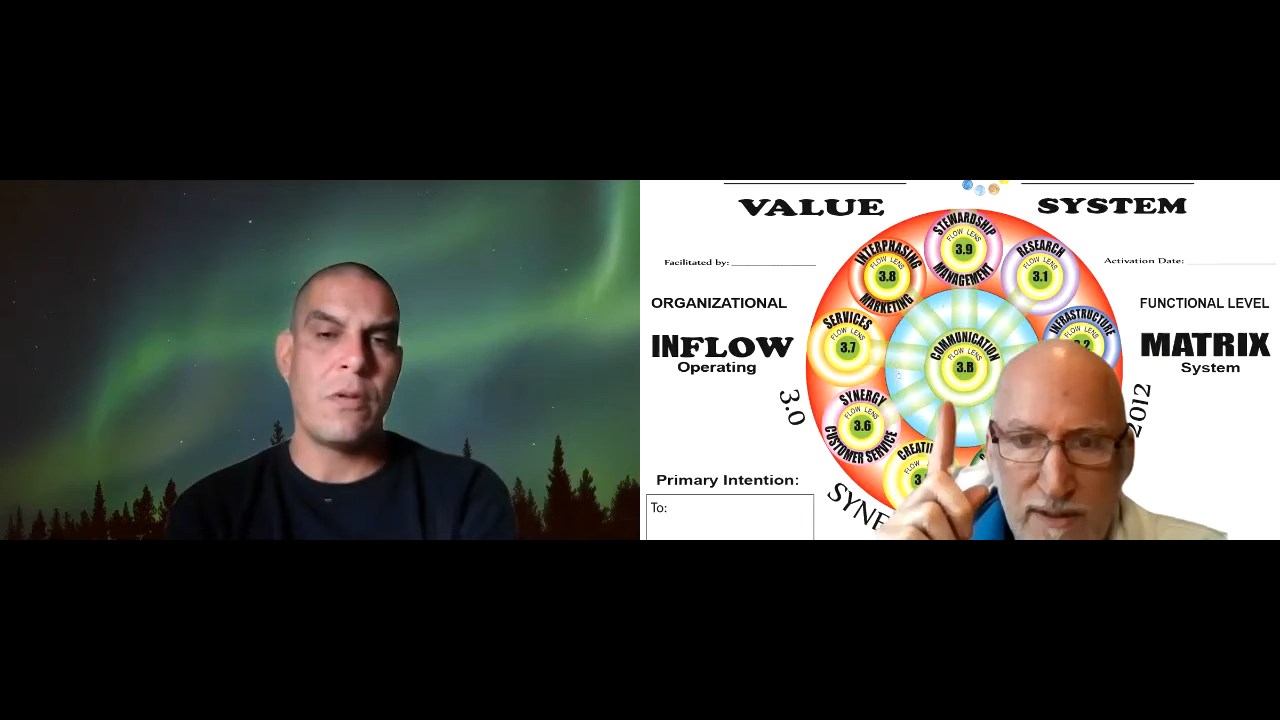 VALUE SYSTEM
Facilitated by: Activation Date:
ORGANIZATIONAL
INFLOW
Operating
FUNCTIONAL LEVEL
MATRIX
System
STEWARDSHIP
FLOW LENS
3.9
MANAGEMENT
RESEARCH
FLOW LENS
3.1
INFRASTRUCTURE
FLOW LENS
INTERPHASING
FLOW LENS
3.8
MARKETING
SERVICES
FLOW LENS
3.7
COMMUNICATION
FLOW LENS
3.B
SYNERGY
FLOW LENS
3.6
CUSTOMER SERVICE
FLOW LENS
3.0
2012
Primary Intention:
To: